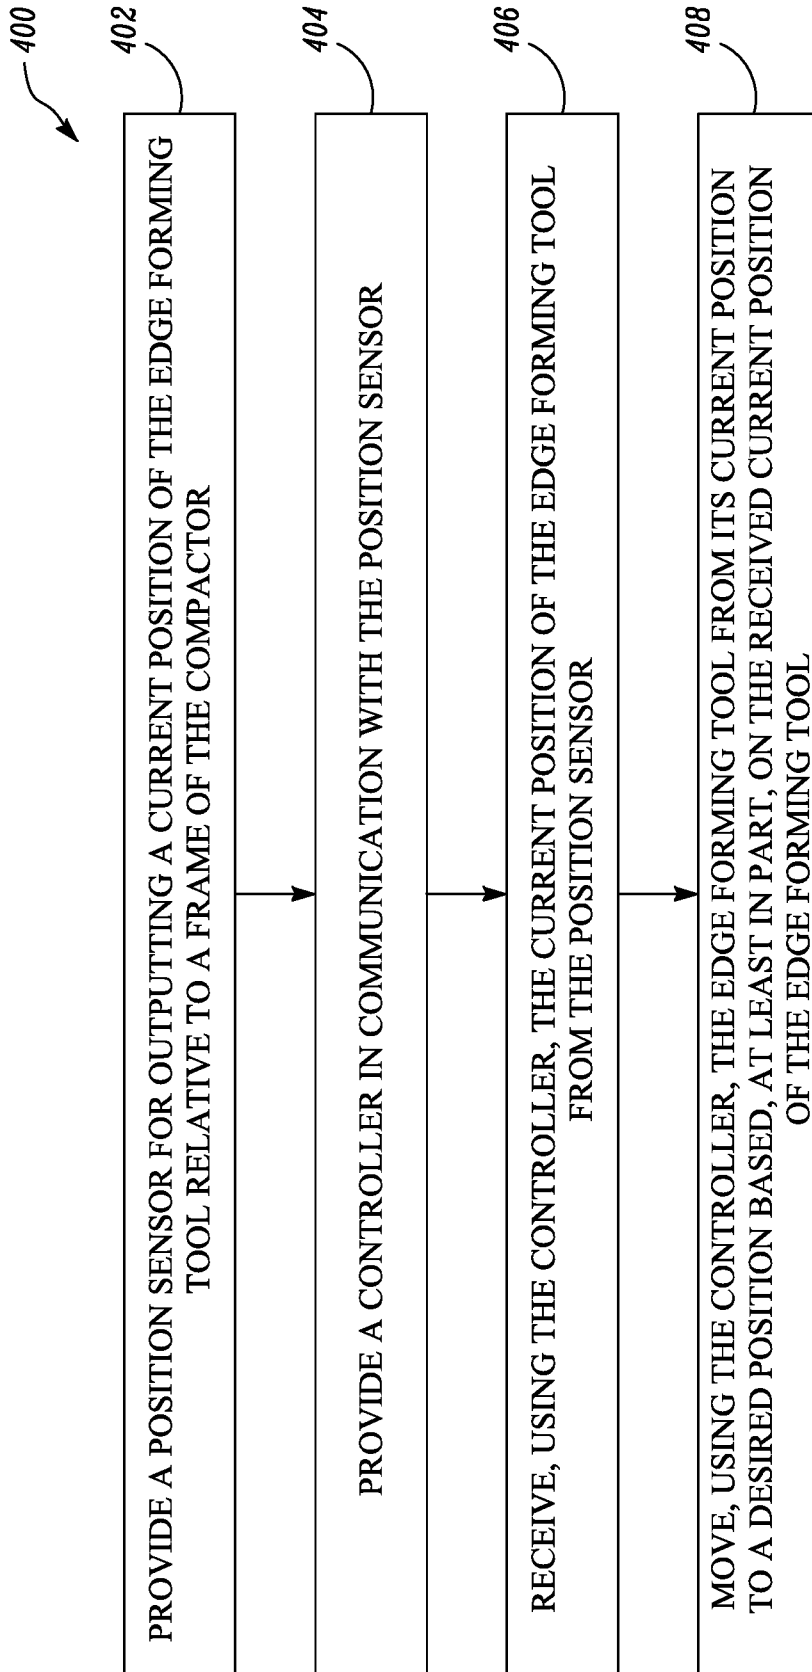 400
402
PROVIDE A POSITION SENSOR FOR OUTPUTTING A CURRENT POSITION OF THE EDGE FORMING
TOOL RELATIVE TO A FRAME OF THE COMPACTOR
404
PROVIDE A CONTROLLER IN COMMUNICATION WITH THE POSITION SENSOR
406
RECEIVE, USING THE CONTROLLER, THE CURRENT POSITION OF THE EDGE FORMING TOOL
FROM THE POSITION SENSOR
408
MOVE, USING THE CONTROLLER, THE EDGE FORMING TOOL FROM ITS CURRENT POSITION
TO A DESIRED POSITION BASED, AT LEAST IN PART, ON THE RECEIVED CURRENT POSITION
OF THE EDGE FORMING TOOL